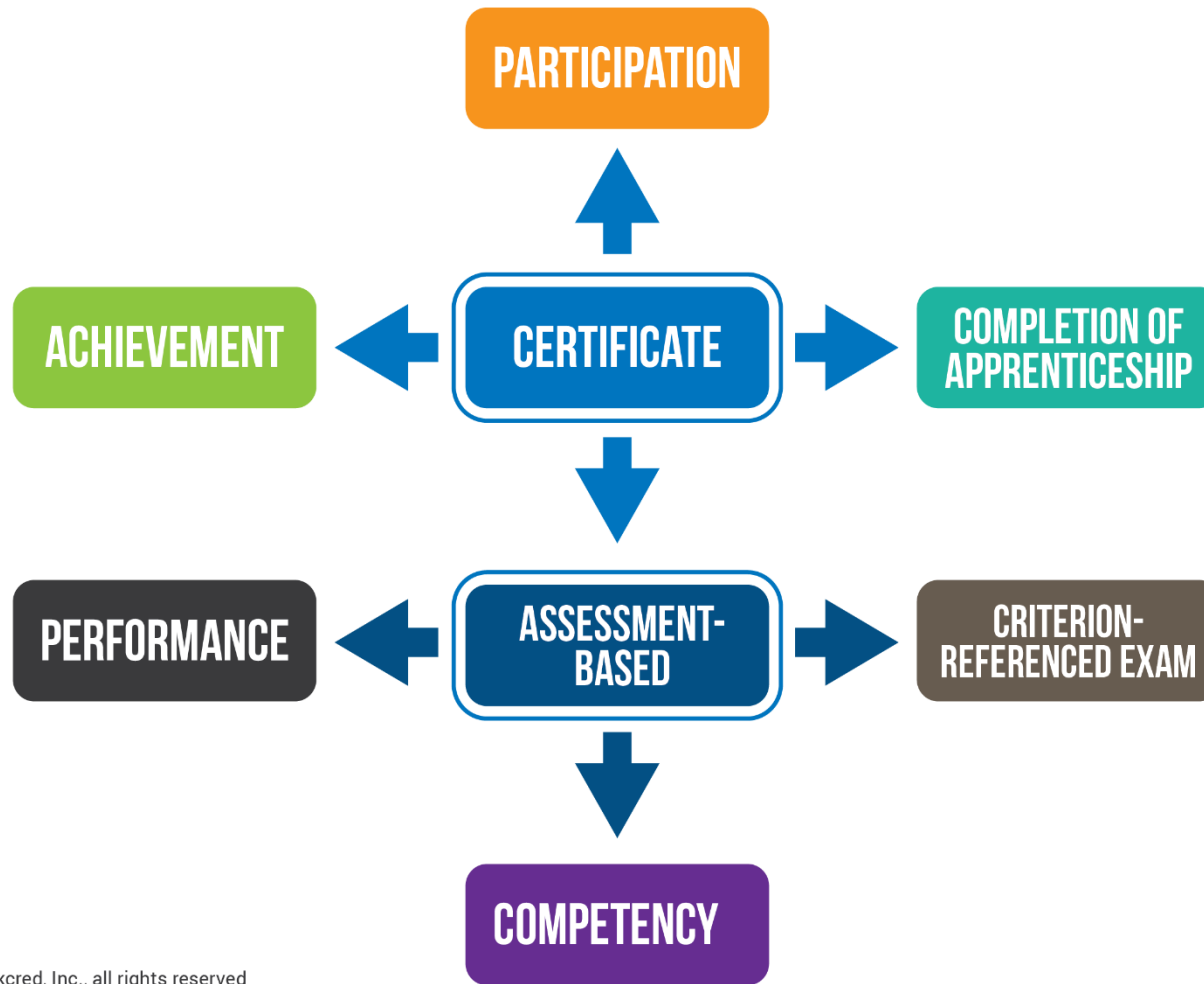 PARTICIPATION
ACHIEVEMENT
CERTIFICATE
COMPLETION OF
APPRENTICESHIP
PERFORMANCE
ASSESSMENT-
BASED
CRITERION-
REFERENCED EXAM
COMPETENCY
Inc., all rights reserved